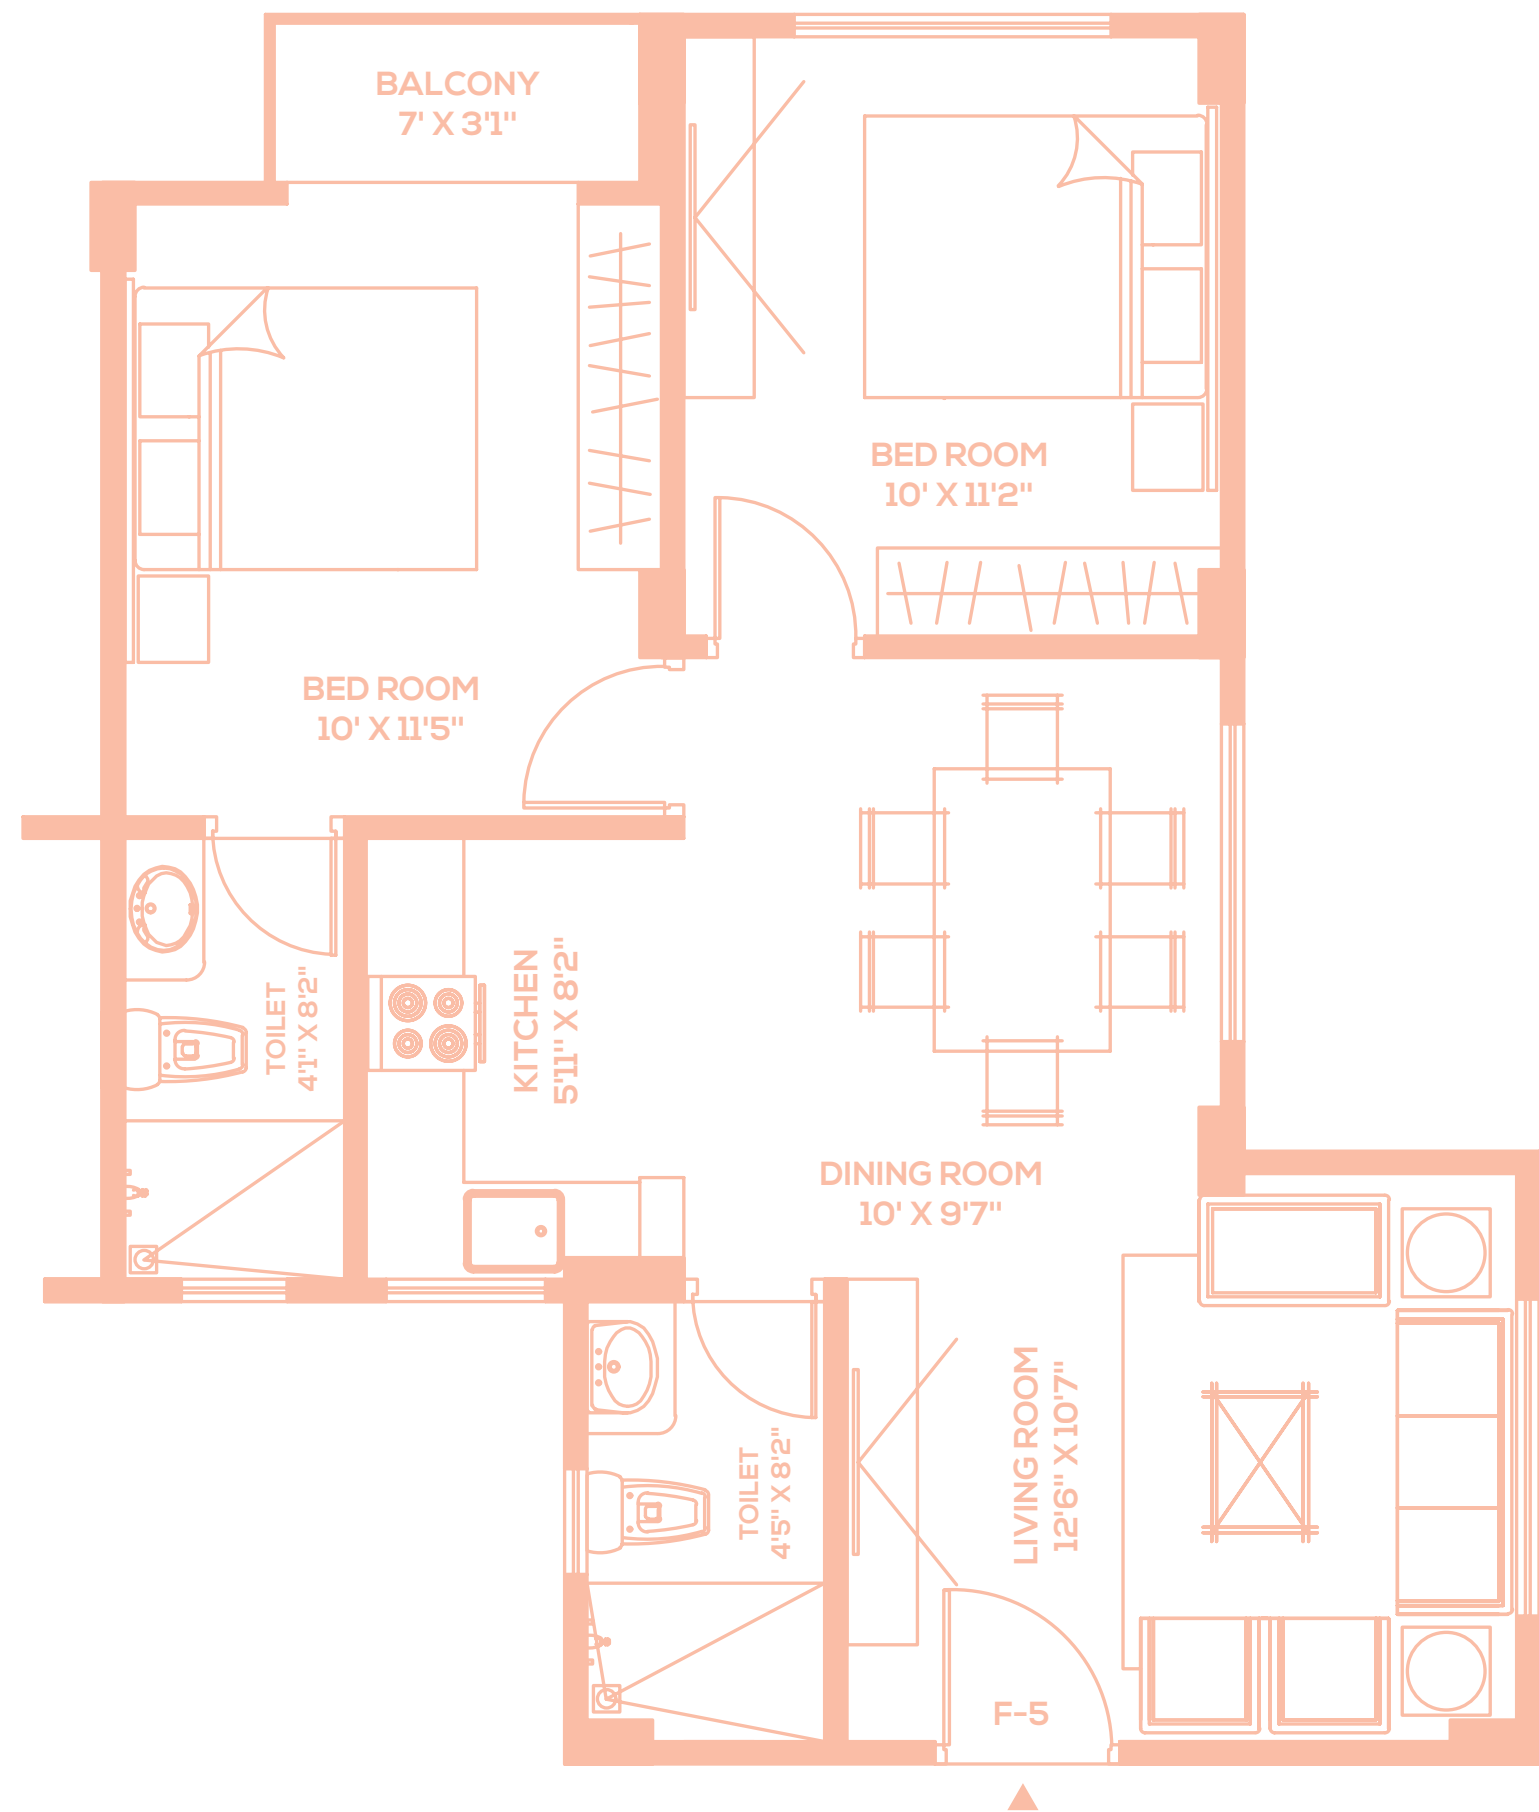 BALCONY
7' X 3'1"
BED ROOM
10' X 11'2"
BED ROOM
10' X 11'5"
TOILET
4'1" X 8'2"
KITCHEN
5'11" X 8'2"
DINING ROOM
10' X 9'7"
TOILET
4'5" X 8'2"
LIVING ROOM
12'6" X 10'7"
F-5